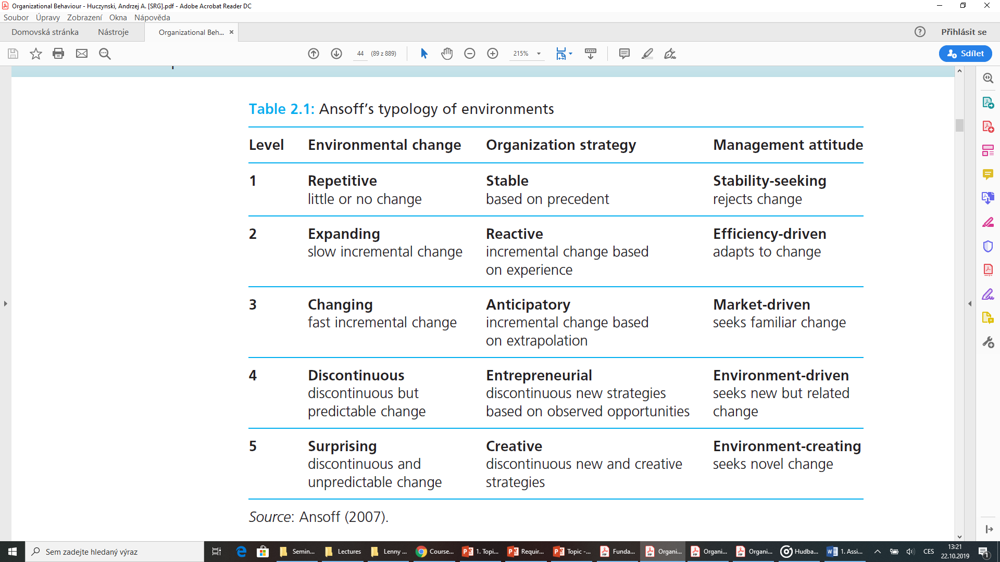 Organizational Behaviour - Huczynski, Andrzej A. [SRG].pdf - Adobe Acrobat Reader DC
Soubor Úpravy Zobrazení Okna Nápověda
Domovská stránka Nástroje Organizational Beh... × Přihlásit se
44 (89 z 889) 215% Sdílet
Table 2.1: Ansoff’s typology of environments
Level Environmental change Organization strategy Management attitude
1 Repetitive Stable Stability-seeking
little or no change based on precedent rejects change
2 Expanding Reactive Efficiency-driven
slow incremental change incremental change based adapts to change
on experience
3 Changing Anticipatory Market-driven
fast incremental change incremental change based seeks familiar change
on extrapolation
4 Discontinuous Entrepreneurial Environment-driven
discontinuous but discontinuous new strategies seeks new but related
predictable change based on observed opportunities change
5 Surprising Creative Environment-creating
discontinuous and discontinuous new and creative seeks novel change
unpredictable change strategies
Source: Ansoff (2007).
Sem zadejte hledaný výraz Semin... Lectures Lenny ... Course... 1. Topi... Requir... Topic -... Funda... Organi... Organi... Organi... Hudba... 1. Assi... CES 13:21
22.10.2019 1